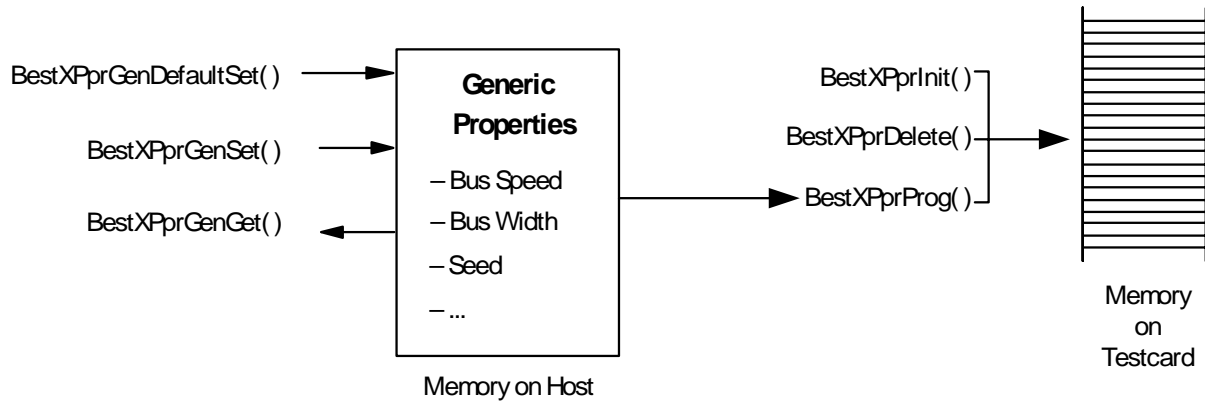 BestXPprGenDefaultSet( )
BestXPprGenSet( )
BestXPprGenGet( )
Generic
Properties
– Bus Speed
– Bus Width
– Seed
– ...
Memory on Host
BestXPprInit( )
BestXPprDelete( )
BestXPprProg( )
Memory
on
Testcard